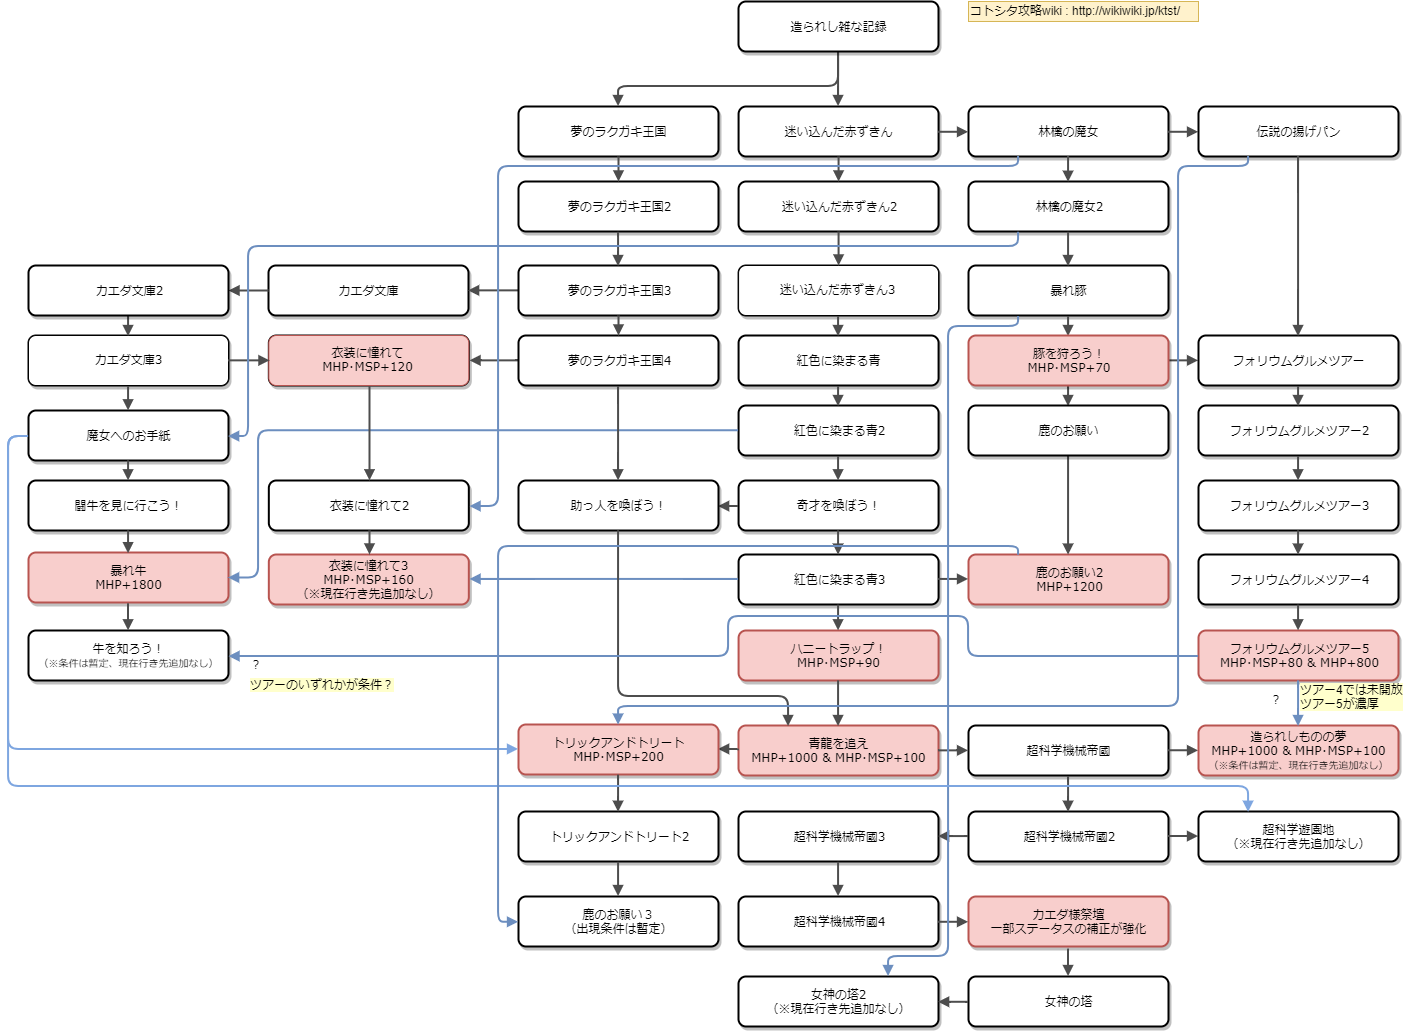 造られし雑な記録
コトシタ攻略wiki : http://wikiwiki.jp/ktst/
夢のラクガキ王国
迷い込んだ赤ずきん
林檎の魔女
伝説の揚げパン
夢のラクガキ王国2
迷い込んだ赤ずきん2
林檎の魔女2
カエダ文庫2
カエダ文庫
夢のラクガキ王国3
迷い込んだ赤ずきん3
暴れ豚
カエダ文庫3
衣装に憧れて
MHP・MSP+120
夢のラクガキ王国4
紅色に染まる青
豚を狩ろう！
MHP・MSP+70
フォリウムグルメツアー
魔女へのお手紙
紅色に染まる青2
鹿のお願い
フォリウムグルメツアー2
闘牛を見に行こう！
衣装に憧れて2
助っ人を喚ぼう！
奇才を喚ぼう！
フォリウムグルメツアー3
暴れ牛
MHP+1800
衣装に憧れて3
MHP・MSP+160
（※現在行き先追加なし）
紅色に染まる青3
鹿のお願い2
MHP+1200
フォリウムグルメツアー4
牛を知ろう！
（※条件は暫定、現在行き先追加なし）
?
ツアーのいずれかが条件？
ハニートラップ！
MHP・MSP+90
フォリウムグルメツアー5
MHP・MSP+80 & MHP+800
?
ツアー4では未開放
ツアー5が濃厚
トリックアンドトリート
MHP・MSP+200
青龍を追え
MHP+1000 & MHP・MSP+100
超科学機械帝國
造られしものの夢
MHP+1000 & MHP・MSP+100
（※条件は暫定、現在行き先追加なし）
トリックアンドトリート2
超科学機械帝國3
超科学機械帝國2
超科学遊園地
（※現在行き先追加なし）
鹿のお願い３
（出現条件は暫定）
超科学機械帝國4
カエダ様祭壇
一部ステータスの補正が強化
女神の塔2
（※現在行き先追加なし）
女神の塔